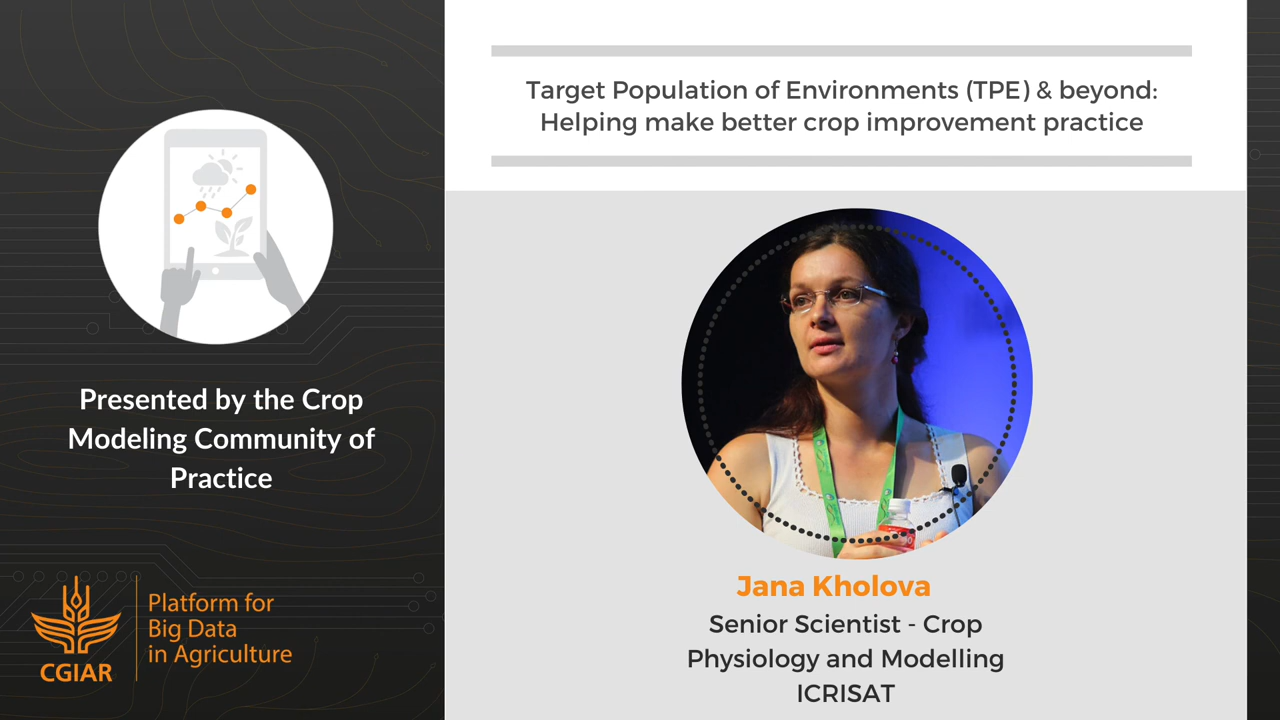 Target Population of Environments (TPE) & beyond:
Helping make better crop improvement practice
Presented by the Crop
Modeling Community of
Practice
CGIAR
Platform for
Big Data
in Agriculture
Jana Kholova
Senior Scientist - Crop
Physiology and Modelling
ICRISAT